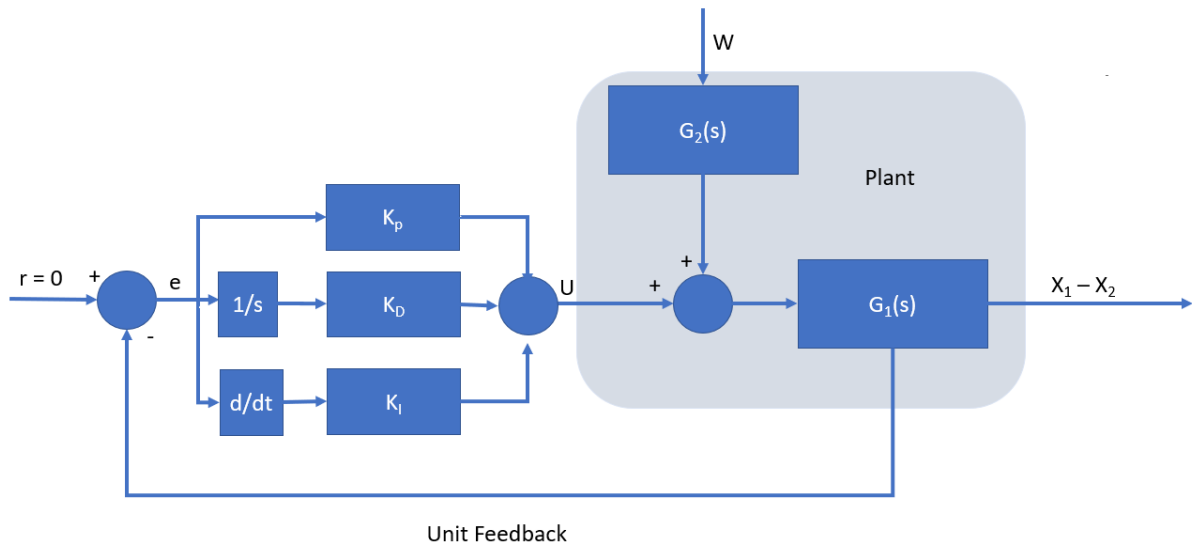 W
G₂(s)
Plant
Kₚ
r = 0
+
e
1/s
K_D
U
+
+
G₁(s)
X₁ – X₂
-
d/dt
K_I
Unit Feedback